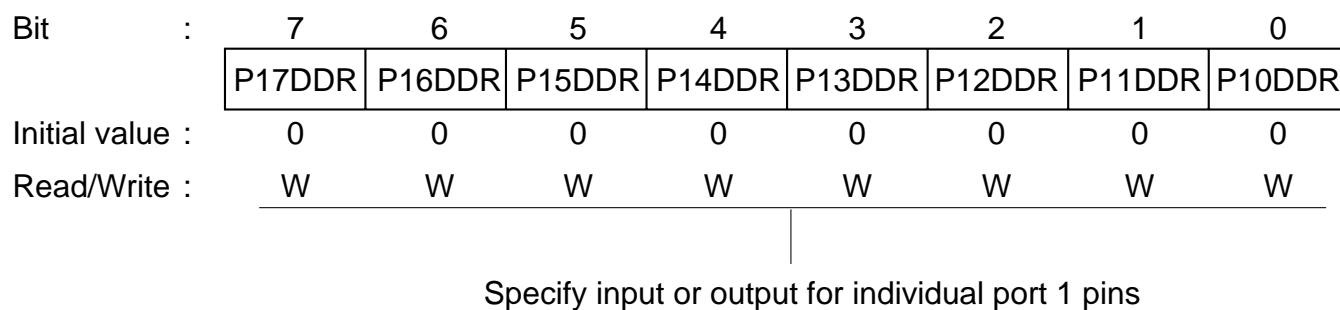 Bit : 7 6 5 4 3 2 1 0
P17DDR P16DDR P15DDR P14DDR P13DDR P12DDR P11DDR P10DDR
Initial value : 0 0 0 0 0 0 0 0
Read/Write : W W W W W W W W
Specify input or output for individual port 1 pins